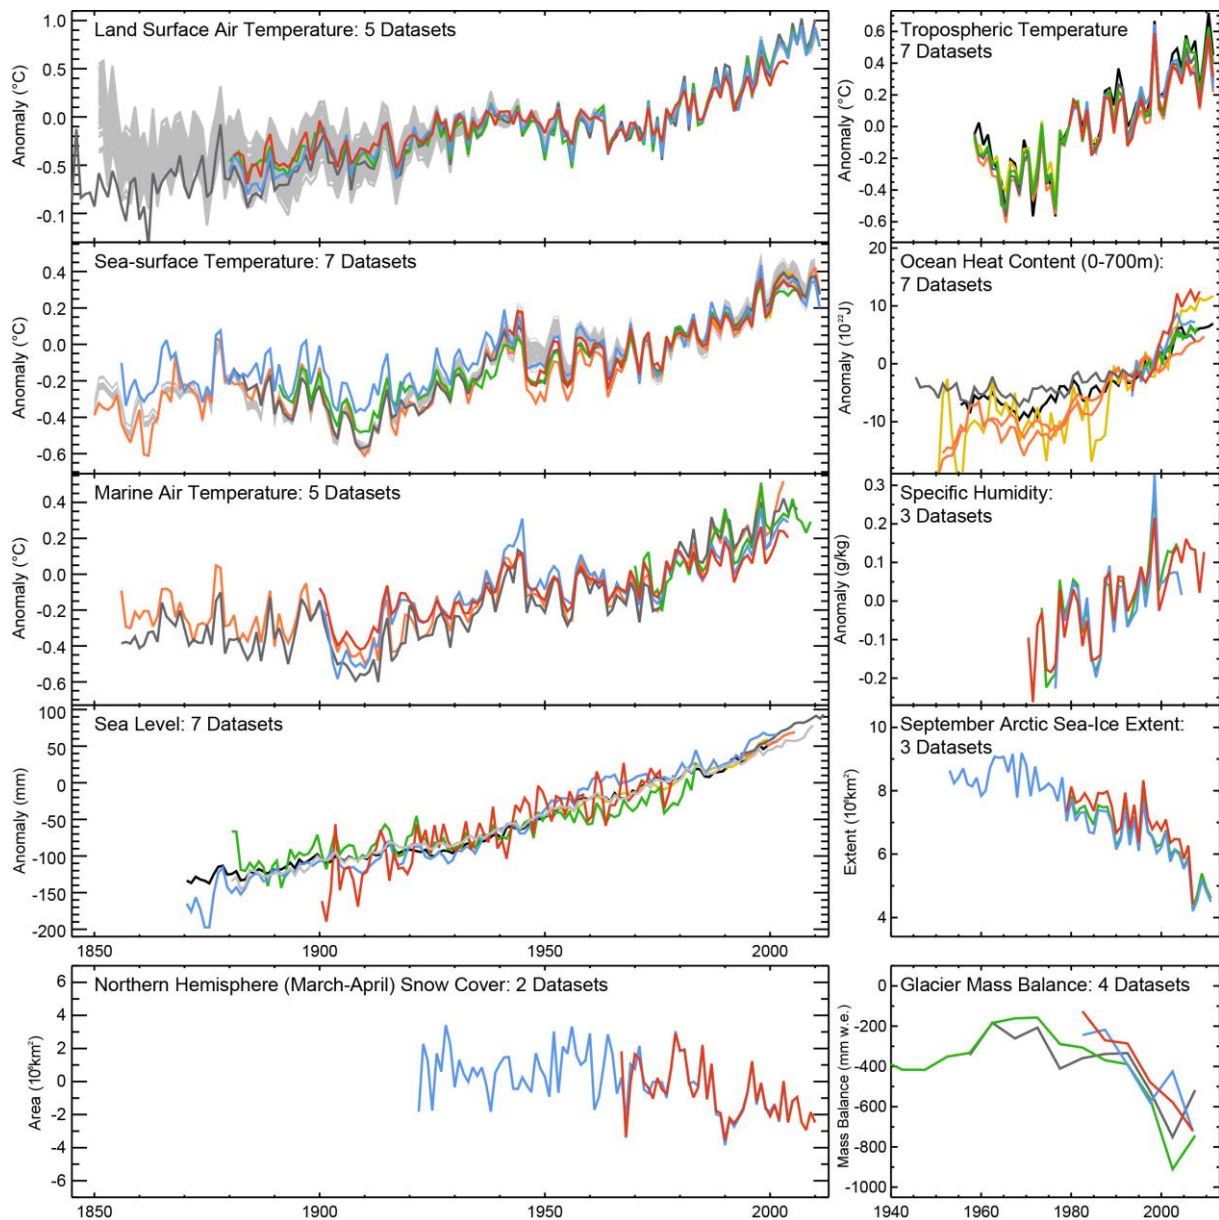 Land Surface Air Temperature: 5 Datasets
Anomaly (°C)
1.0
0.5
0.0
-0.5
-0.1
Tropospheric Temperature
7 Datasets
Anomaly (°C)
0.6
0.4
0.2
0.0
-0.2
-0.4
-0.6
Sea-surface Temperature: 7 Datasets
Anomaly (°C)
0.4
0.2
0.0
-0.2
-0.4
-0.6
Ocean Heat Content (0-700m):
7 Datasets
Anomaly (10²²J)
20
10
0
-10
Marine Air Temperature: 5 Datasets
Anomaly (°C)
0.4
0.2
0.0
-0.2
-0.4
-0.6
Specific Humidity:
3 Datasets
Anomaly (g/kg)
0.3
0.2
0.1
0.0
-0.1
-0.2
Sea Level: 7 Datasets
Anomaly (mm)
100
50
0
-50
-100
-150
-200
1850 1900 1950 2000
September Arctic Sea-Ice Extent:
3 Datasets
Extent (10⁶km²)
10
8
6
4
Northern Hemisphere (March-April) Snow Cover: 2 Datasets
Area (10⁶km²)
6
4
2
0
-2
-4
-6
1850 1900 1950 2000
Glacier Mass Balance: 4 Datasets
Mass Balance (mm w.e.)
0
-200
-400
-600
-800
-1000
1940 1960 1980 2000